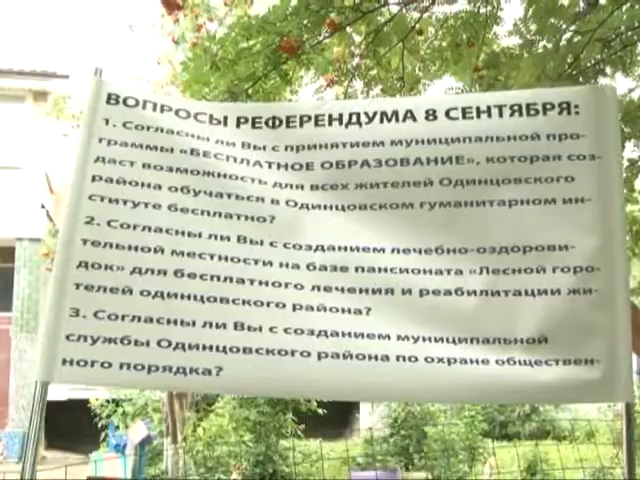 ВОПРОСЫ РЕФЕРЕНДУМА 8 СЕНТЯБРЯ:
1. Согласны ли Вы с принятием муниципальной про-
граммы «БЕСПЛАТНОЕ ОБРАЗОВАНИЕ», которая соз-
даст возможность для всех жителей Одинцовского
района обучаться в Одинцовском гуманитарном ин-
ституте бесплатно?
2. Согласны ли Вы с созданием лечебно-оздорови-
тельной местности на базе пансионата «Лесной горо-
док» для бесплатного лечения и реабилитации жи-
телей одинцовского района?
3. Согласны ли Вы с созданием муниципальной
службы Одинцовского района по охране обществен-
ного порядка?